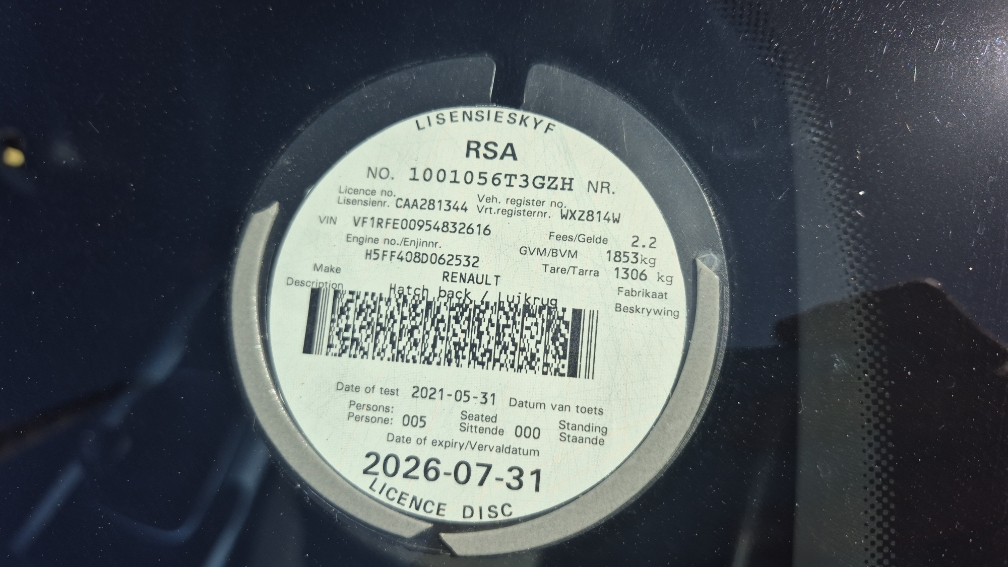 LISENSIESKYF
RSA
NO. 1001056T3GZH NR.
Licence no. Veh. register no.
Lisensienr. CAA281344 Vrt.registernr. WXZ814W
VIN VF1RFE00954832616 Fees/Gelde 2.2
Engine no./Enjinnr. GVM/BVM 1853kg
H5FF408D062532 Tare/Tarra 1306 kg
Make RENAULT Fabrikaat
Description Hatch back / Luikrug Beskrywing
Date of test 2021-05-31 Datum van toets
Persons: Seated Standing
Persone: 005 Sittende 000 Staande
Date of expiry/Vervaldatum
2026-07-31
LICENCE DISC